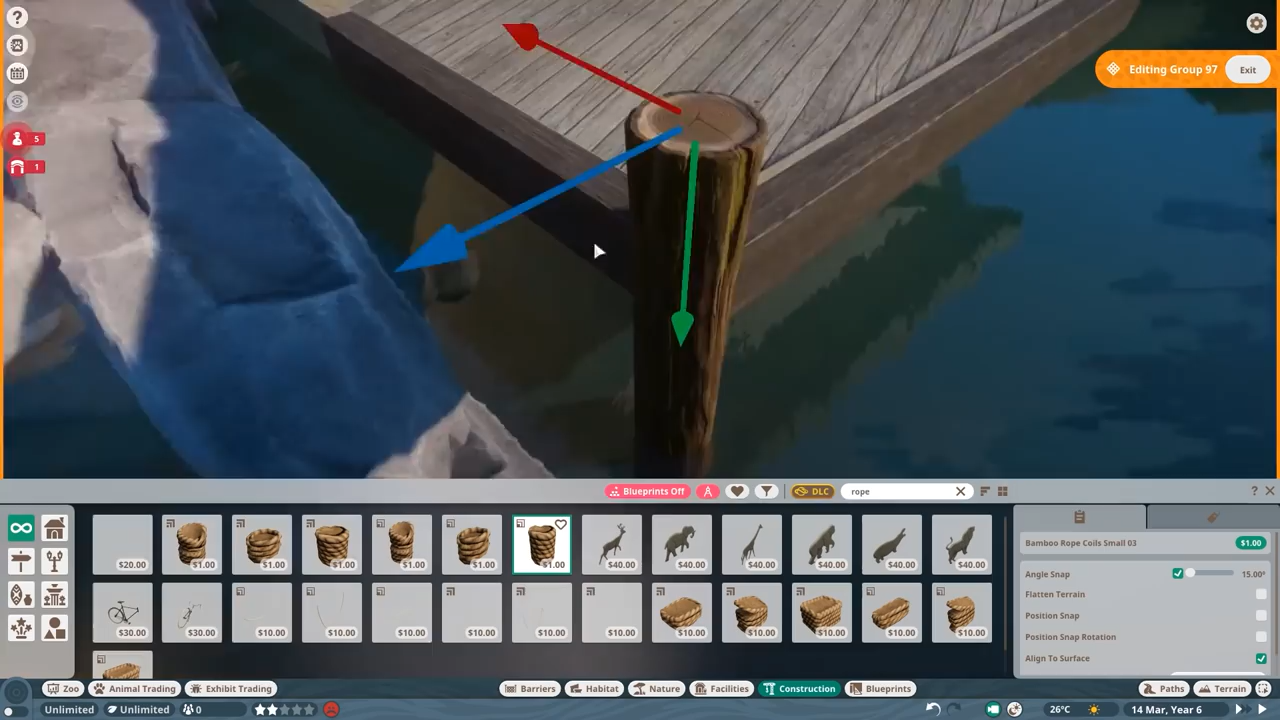 ?
Editing Group 97
Exit
5
1
Blueprints Off
DLC
rope
?
$20.00
$1.00
$1.00
$1.00
$1.00
$1.00
$1.00
$40.00
$40.00
$40.00
$40.00
$40.00
$40.00
$30.00
$30.00
$10.00
$10.00
$10.00
$10.00
$10.00
$10.00
$10.00
$10.00
$10.00
$10.00
$10.00
Bamboo Rope Coils Small 03
$1.00
Angle Snap
15.00°
Flatten Terrain
Position Snap
Position Snap Rotation
Align To Surface
Zoo
Animal Trading
Exhibit Trading
Barriers
Habitat
Nature
Facilities
Construction
Blueprints
Paths
Terrain
Unlimited
Unlimited
0
26°C
14 Mar, Year 6